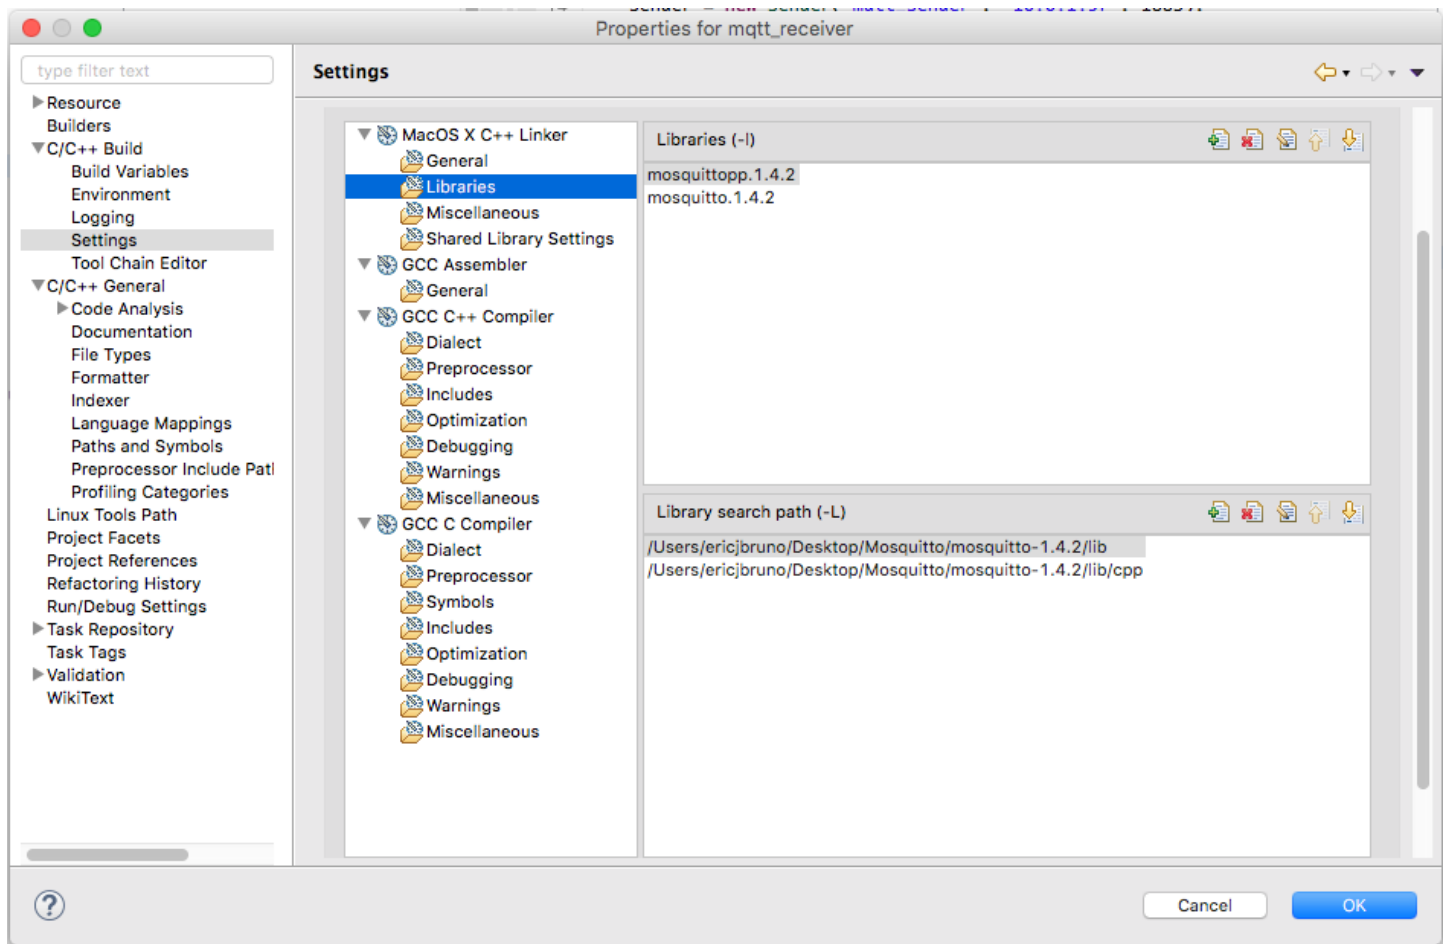 Properties for mqtt_receiver
type filter text
Resource
Builders
C/C++ Build
Build Variables
Environment
Logging
Settings
Tool Chain Editor
C/C++ General
Code Analysis
Documentation
File Types
Formatter
Indexer
Language Mappings
Paths and Symbols
Preprocessor Include Pat
Profiling Categories
Linux Tools Path
Project Facets
Project References
Refactoring History
Run/Debug Settings
Task Repository
Task Tags
Validation
WikiText
Settings
MacOS X C++ Linker
General
Libraries
Miscellaneous
Shared Library Settings
GCC Assembler
General
GCC C++ Compiler
Dialect
Preprocessor
Includes
Optimization
Debugging
Warnings
Miscellaneous
GCC C Compiler
Dialect
Preprocessor
Symbols
Includes
Optimization
Debugging
Warnings
Miscellaneous
Libraries (-l)
mosquittopp.1.4.2
mosquitto.1.4.2
Library search path (-L)
/Users/ericjbruno/Desktop/Mosquitto/mosquitto-1.4.2/lib
/Users/ericjbruno/Desktop/Mosquitto/mosquitto-1.4.2/lib/cpp
?
Cancel
OK